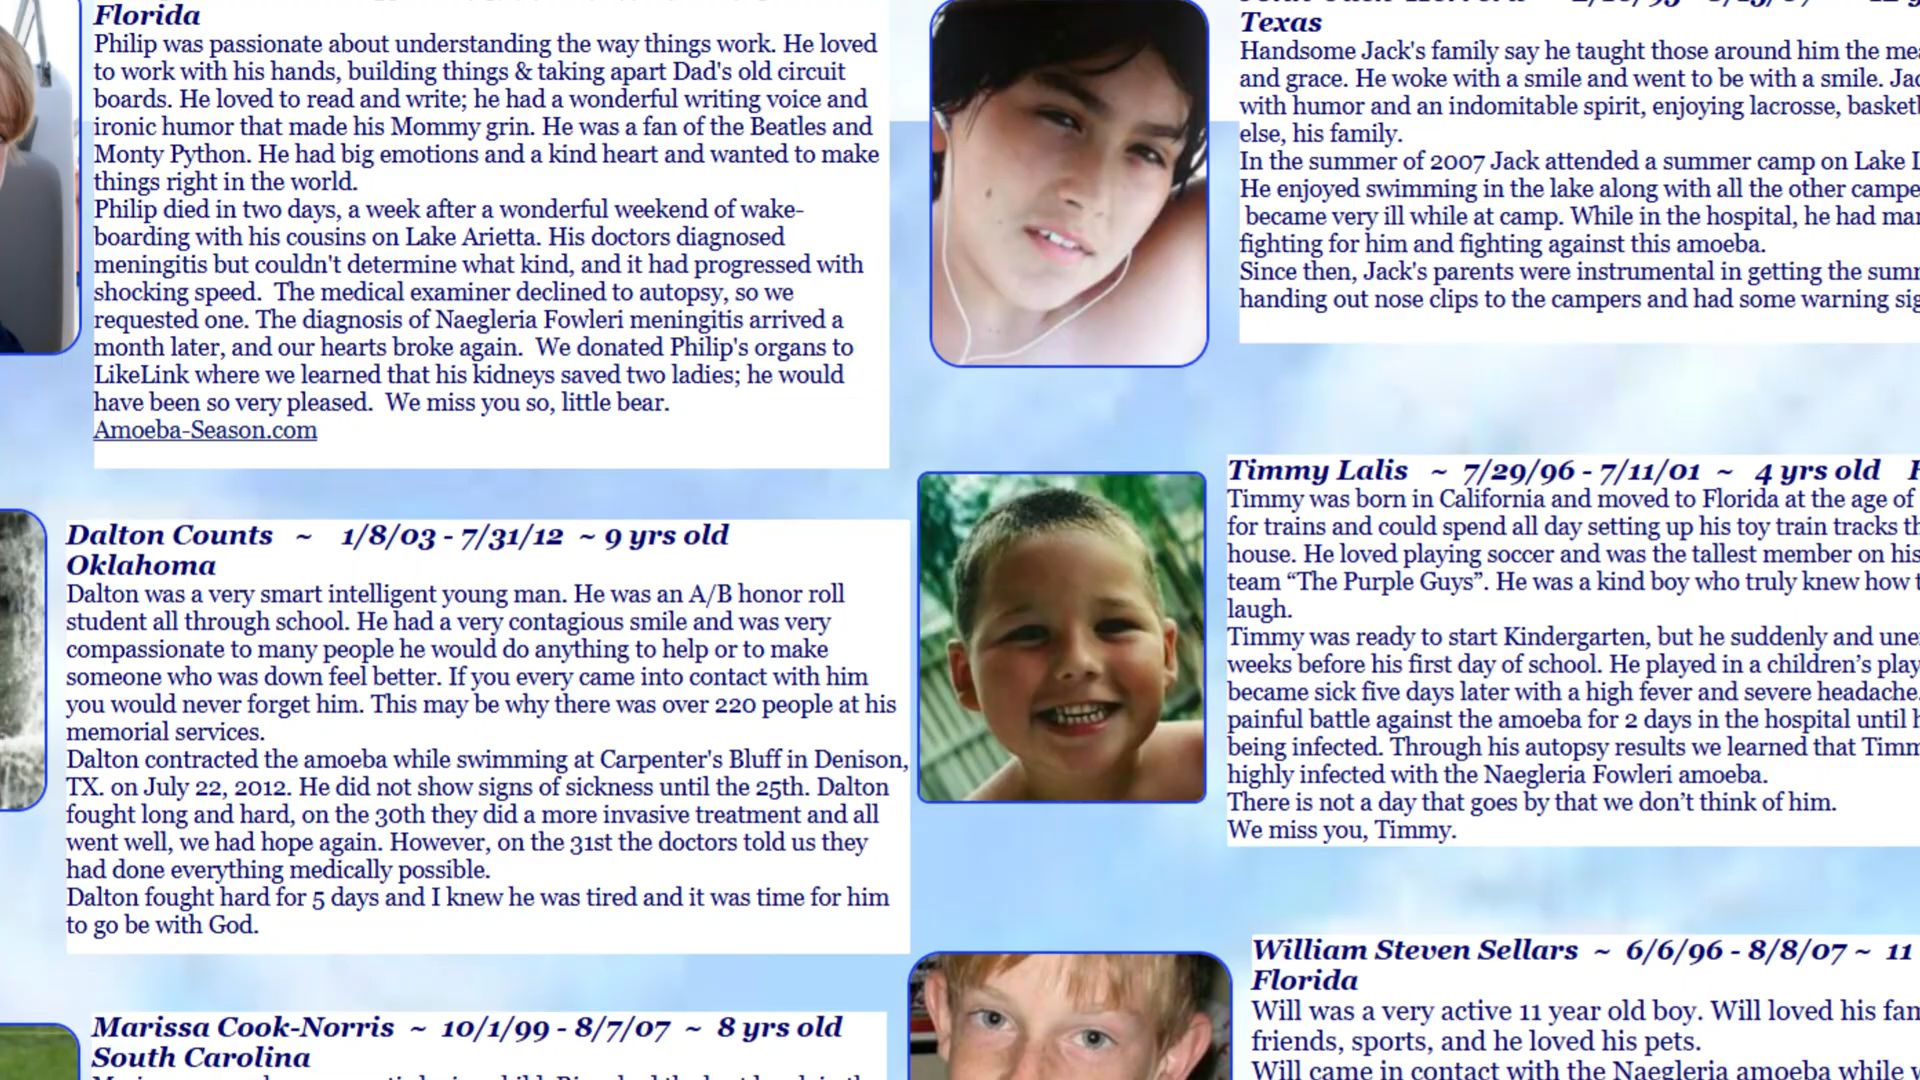 Florida
Philip was passionate about understanding the way things work. He loved
to work with his hands, building things & taking apart Dad's old circuit
boards. He loved to read and write; he had a wonderful writing voice and
ironic humor that made his Mommy grin. He was a fan of the Beatles and
Monty Python. He had big emotions and a kind heart and wanted to make
things right in the world.
Philip died in two days, a week after a wonderful weekend of wake-
boarding with his cousins on Lake Arietta. His doctors diagnosed
meningitis but couldn't determine what kind, and it had progressed with
shocking speed.  The medical examiner declined to autopsy, so we
requested one. The diagnosis of Naegleria Fowleri meningitis arrived a
month later, and our hearts broke again.  We donated Philip's organs to
LikeLink where we learned that his kidneys saved two ladies; he would
have been so very pleased.  We miss you so, little bear.
Amoeba-Season.com
Dalton Counts ~ 1/8/03 - 7/31/12 ~ 9 yrs old
Oklahoma
Dalton was a very smart intelligent young man. He was an A/B honor roll
student all through school. He had a very contagious smile and was very
compassionate to many people he would do anything to help or to make
someone who was down feel better. If you every came into contact with him
you would never forget him. This may be why there was over 220 people at his
memorial services.
Dalton contracted the amoeba while swimming at Carpenter's Bluff in Denison,
TX. on July 22, 2012. He did not show signs of sickness until the 25th. Dalton
fought long and hard, on the 30th they did a more invasive treatment and all
went well, we had hope again. However, on the 31st the doctors told us they
had done everything medically possible.
Dalton fought hard for 5 days and I knew he was tired and it was time for him
to go be with God.
Marissa Cook-Norris ~ 10/1/99 - 8/7/07 ~ 8 yrs old
South Carolina
Texas
Handsome Jack's family say he taught those around him the
and grace. He woke with a smile and went to be with a smile.
with humor and an indomitable spirit, enjoying lacrosse,
else, his family.
In the summer of 2007 Jack attended a summer camp on Lake
He enjoyed swimming in the lake along with all the other
became very ill while at camp. While in the hospital, he had
fighting for him and fighting against this amoeba.
Since then, Jack's parents were instrumental in getting the
handing out nose clips to the campers and had some warning
Timmy Lalis ~ 7/29/96 - 7/11/01 ~ 4 yrs old
Timmy was born in California and moved to Florida at the age of
for trains and could spend all day setting up his toy train tracks
house. He loved playing soccer and was the tallest member on his
team “The Purple Guys”. He was a kind boy who truly knew how
laugh.
Timmy was ready to start Kindergarten, but he suddenly and
weeks before his first day of school. He played in a children’s
became sick five days later with a high fever and severe headache.
painful battle against the amoeba for 2 days in the hospital until
being infected. Through his autopsy results we learned that
highly infected with the Naegleria Fowleri amoeba.
There is not a day that goes by that we don’t think of him.
We miss you, Timmy.
William Steven Sellars ~ 6/6/96 - 8/8/07 ~ 11
Florida
Will was a very active 11 year old boy. Will loved his
friends, sports, and he loved his pets.
Will came in contact with the Naegleria amoeba while